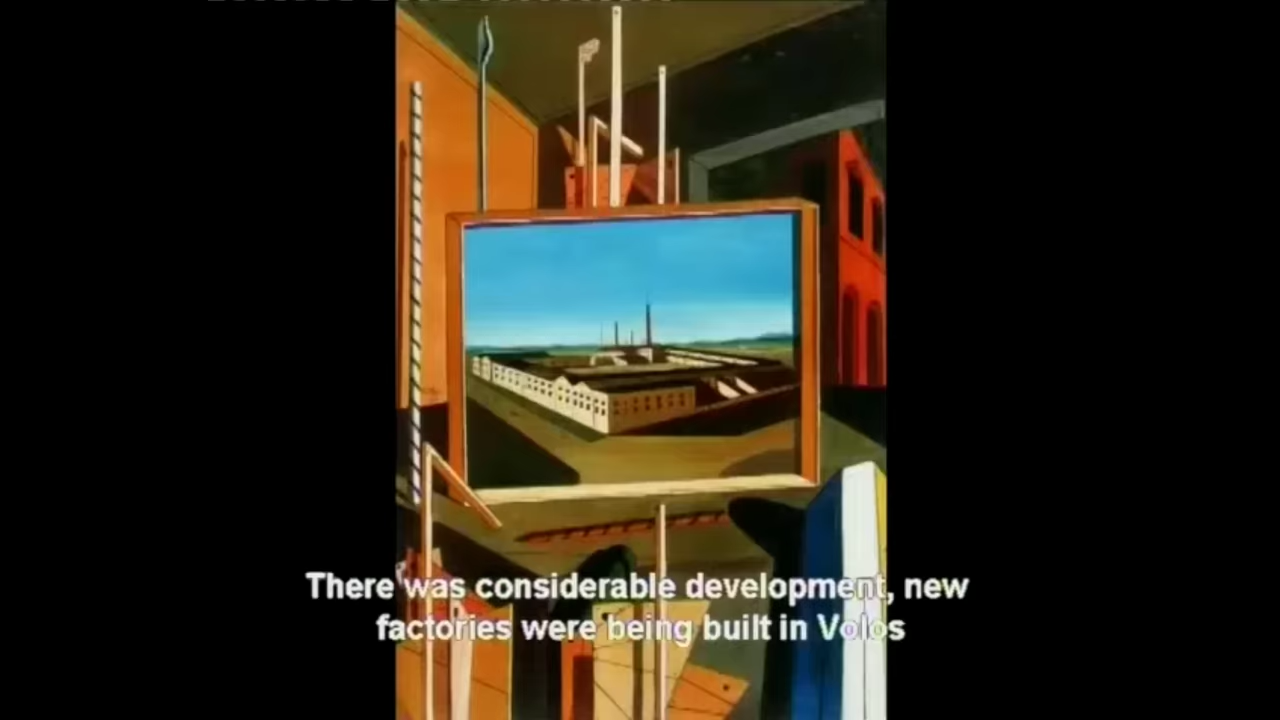 There was considerable development, new
factories were being built in Volos